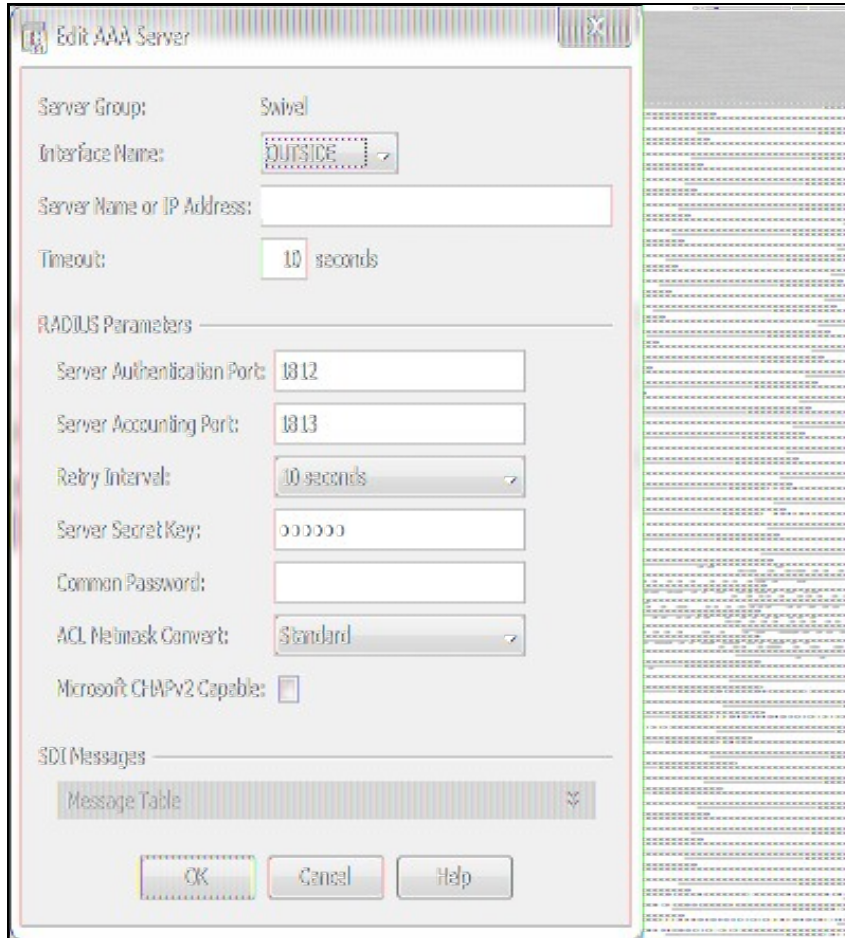 Edit AAA Server
Server Group: Swivel
Interface Name: OUTSIDE
Server Name or IP Address:
Timeout: 10 seconds
RADIUS Parameters
Server Authentication Port: 1812
Server Accounting Port: 1813
Retry Interval: 10 seconds
Server Secret Key:
Common Password:
ACL Netmask Convert: Standard
Microsoft CHAPv2 Capable:
SDI Messages
Message Table
OK Cancel Help